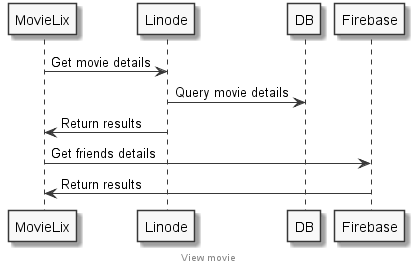 MovieLix Linode DB Firebase
Get movie details
Query movie details
Return results
Get friends details
Return results
MovieLix Linode DB Firebase
View movie